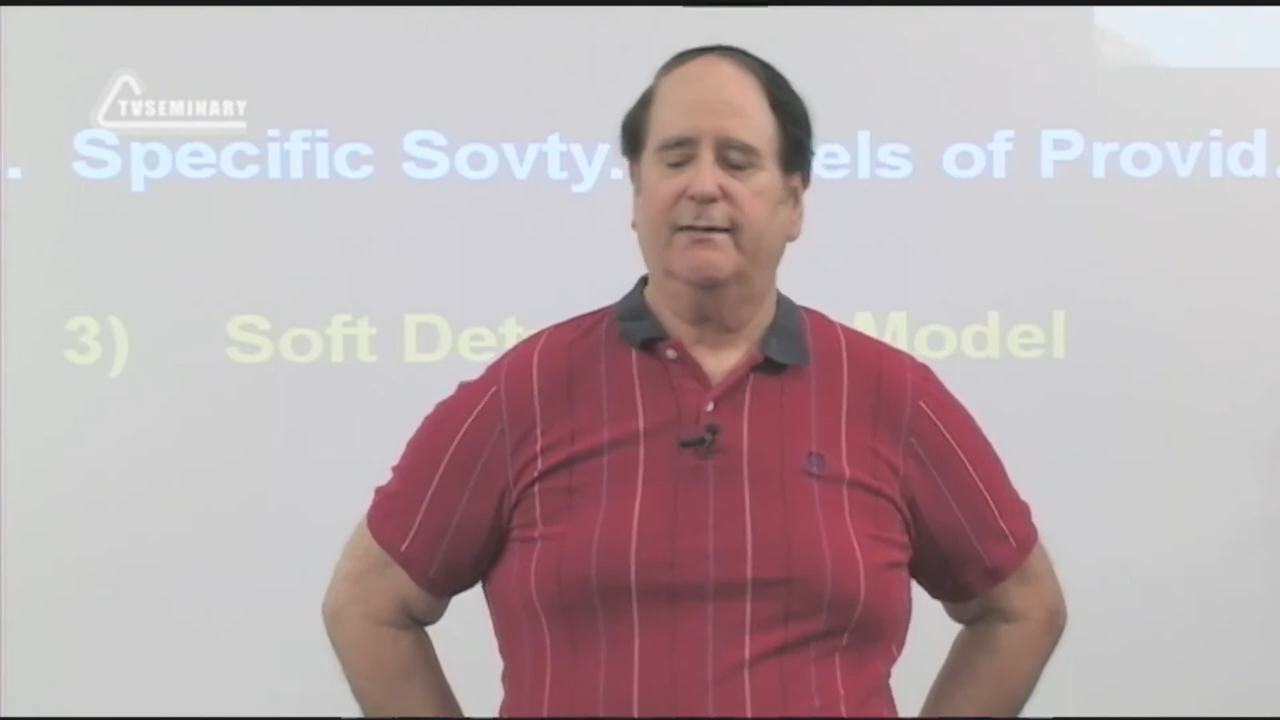 TVSEMINARY
. Specific Sovty. els of Provid.
3) Soft Det Model